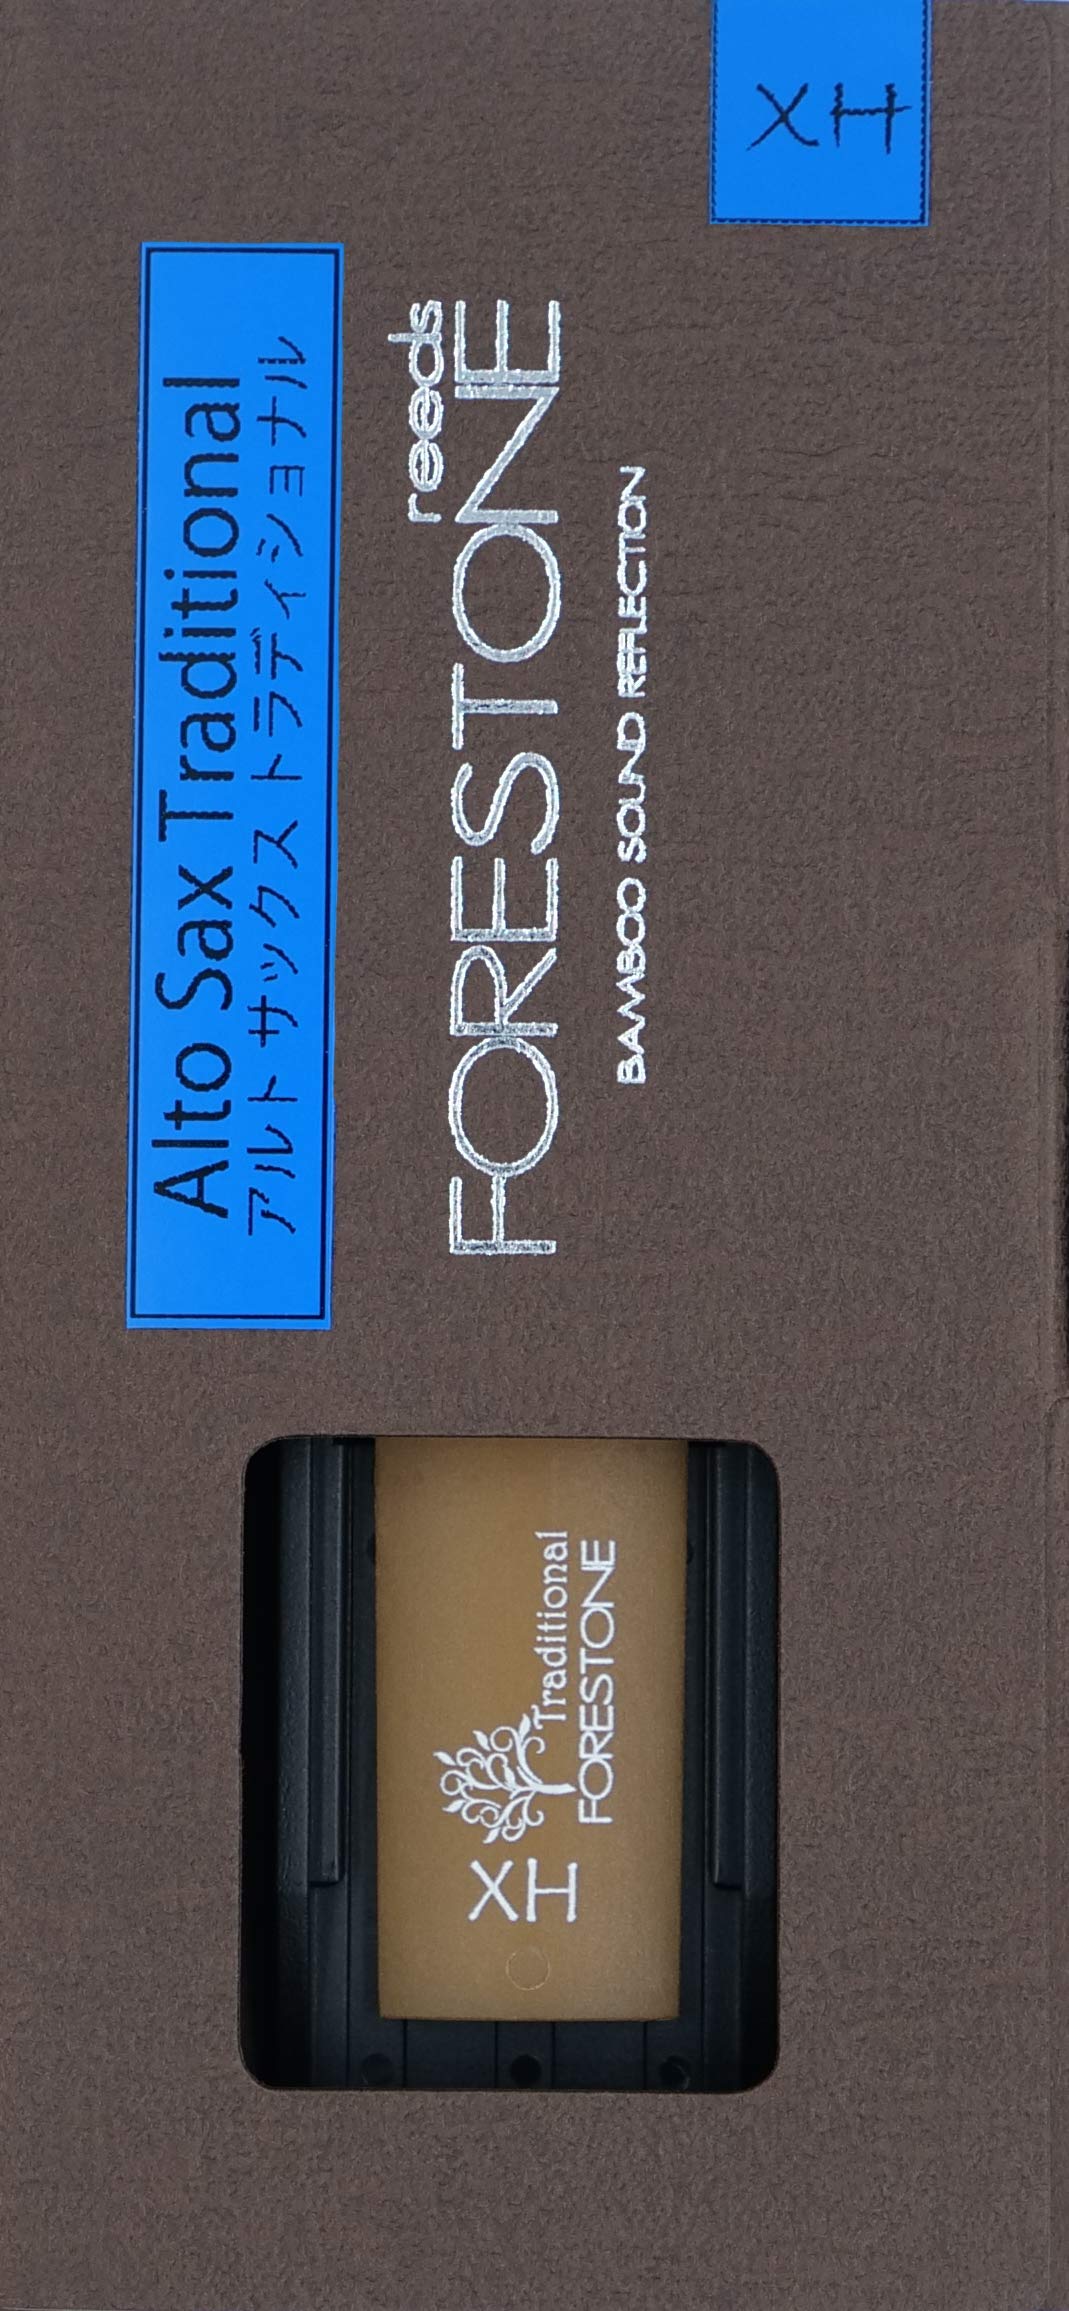 Alto Sax Traditional
アルト サックス トラディショナル
reeds
FORESTONE
BAMBOO SOUND REFLECTION
XH
XH
Traditional
FORESTONE